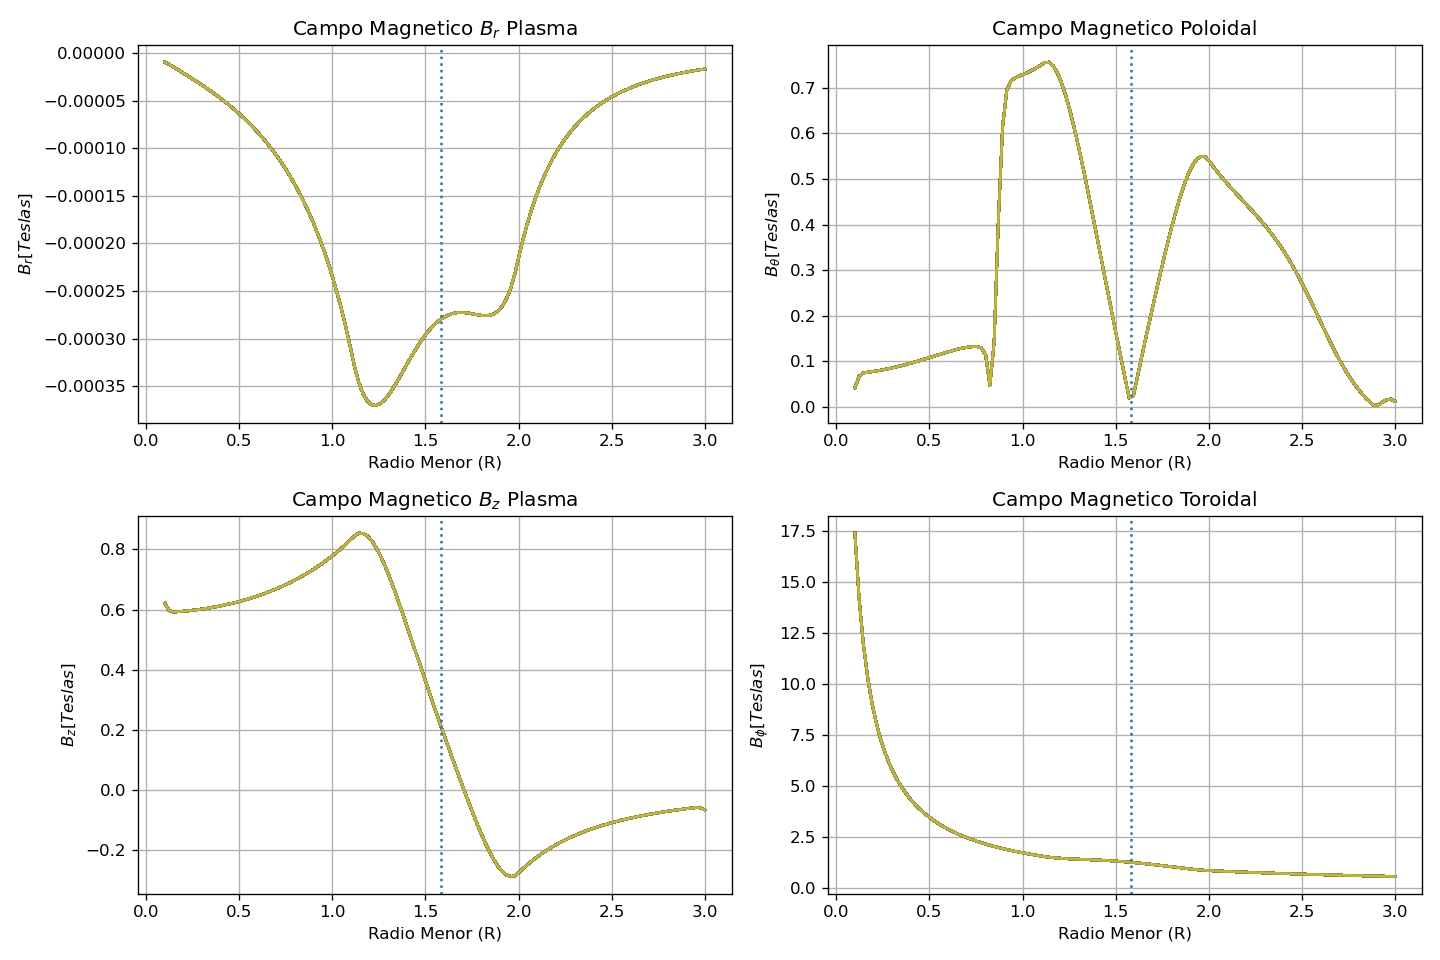 Campo Magnetico B_r Plasma
0.00000
−0.00005
−0.00010
−0.00015
−0.00020
−0.00025
−0.00030
−0.00035
B_r[Teslas]
0.0 0.5 1.0 1.5 2.0 2.5 3.0
Radio Menor (R)
Campo Magnetico Poloidal
0.7
0.6
0.5
0.4
0.3
0.2
0.1
0.0
B_θ[Teslas]
0.0 0.5 1.0 1.5 2.0 2.5 3.0
Radio Menor (R)
Campo Magnetico B_z Plasma
0.8
0.6
0.4
0.2
0.0
−0.2
B_z[Teslas]
0.0 0.5 1.0 1.5 2.0 2.5 3.0
Radio Menor (R)
Campo Magnetico Toroidal
17.5
15.0
12.5
10.0
7.5
5.0
2.5
0.0
B_ϕ[Teslas]
0.0 0.5 1.0 1.5 2.0 2.5 3.0
Radio Menor (R)